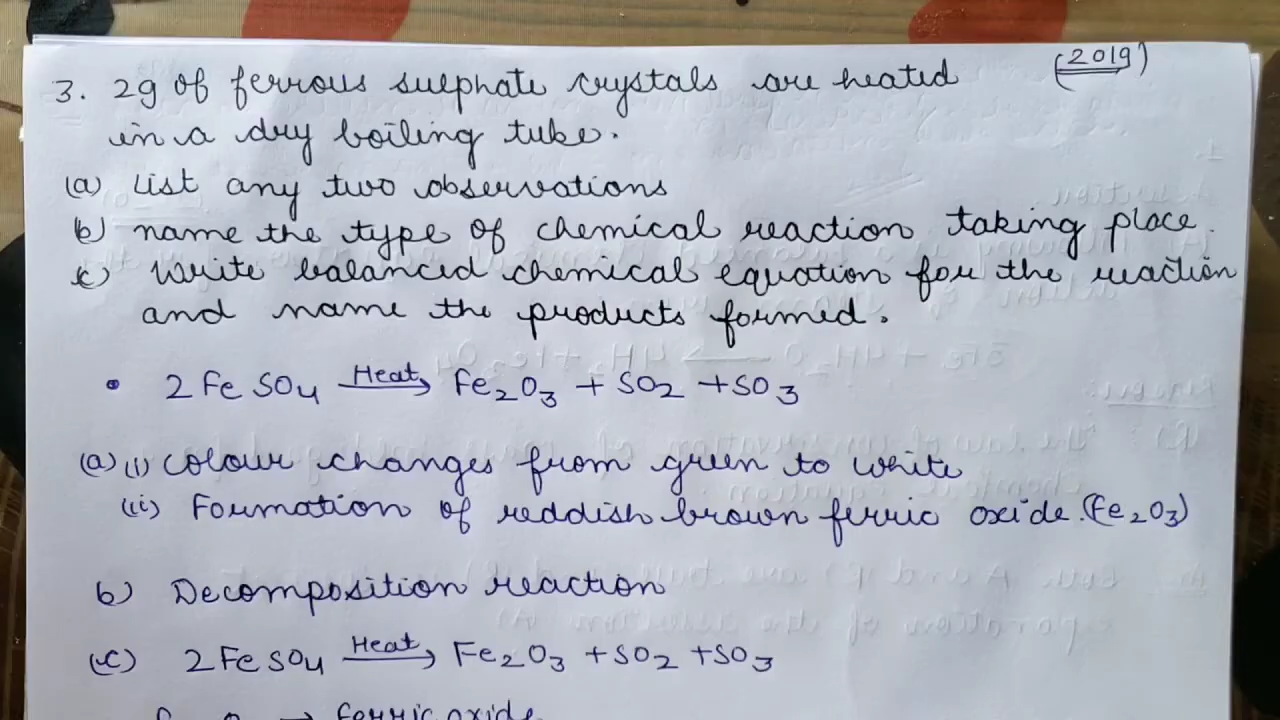 (2019)
3. 2g of ferrous sulphate crystals are heated
in a dry boiling tube.
(a) List any two observations
b) name the type of chemical reaction taking place.
c) Write balanced chemical equation for the reaction
and name the products formed.
• 2FeSO4 Heat→ Fe2O3 + SO2 + SO3
(a) (i) Colour changes from green to white
(ii) Formation of reddish brown ferric oxide. (Fe2O3)
b) Decomposition reaction
(c) 2FeSO4 Heat→ Fe2O3 + SO2 + SO3
→ ferric oxide